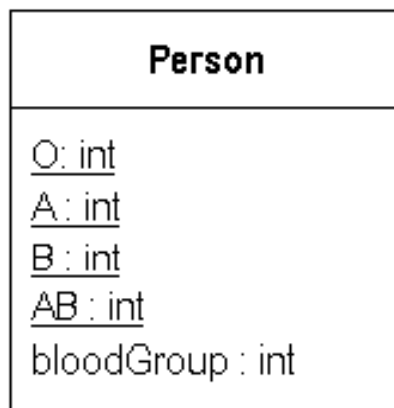 Person
O: int
A : int
B : int
AB : int
bloodGroup : int